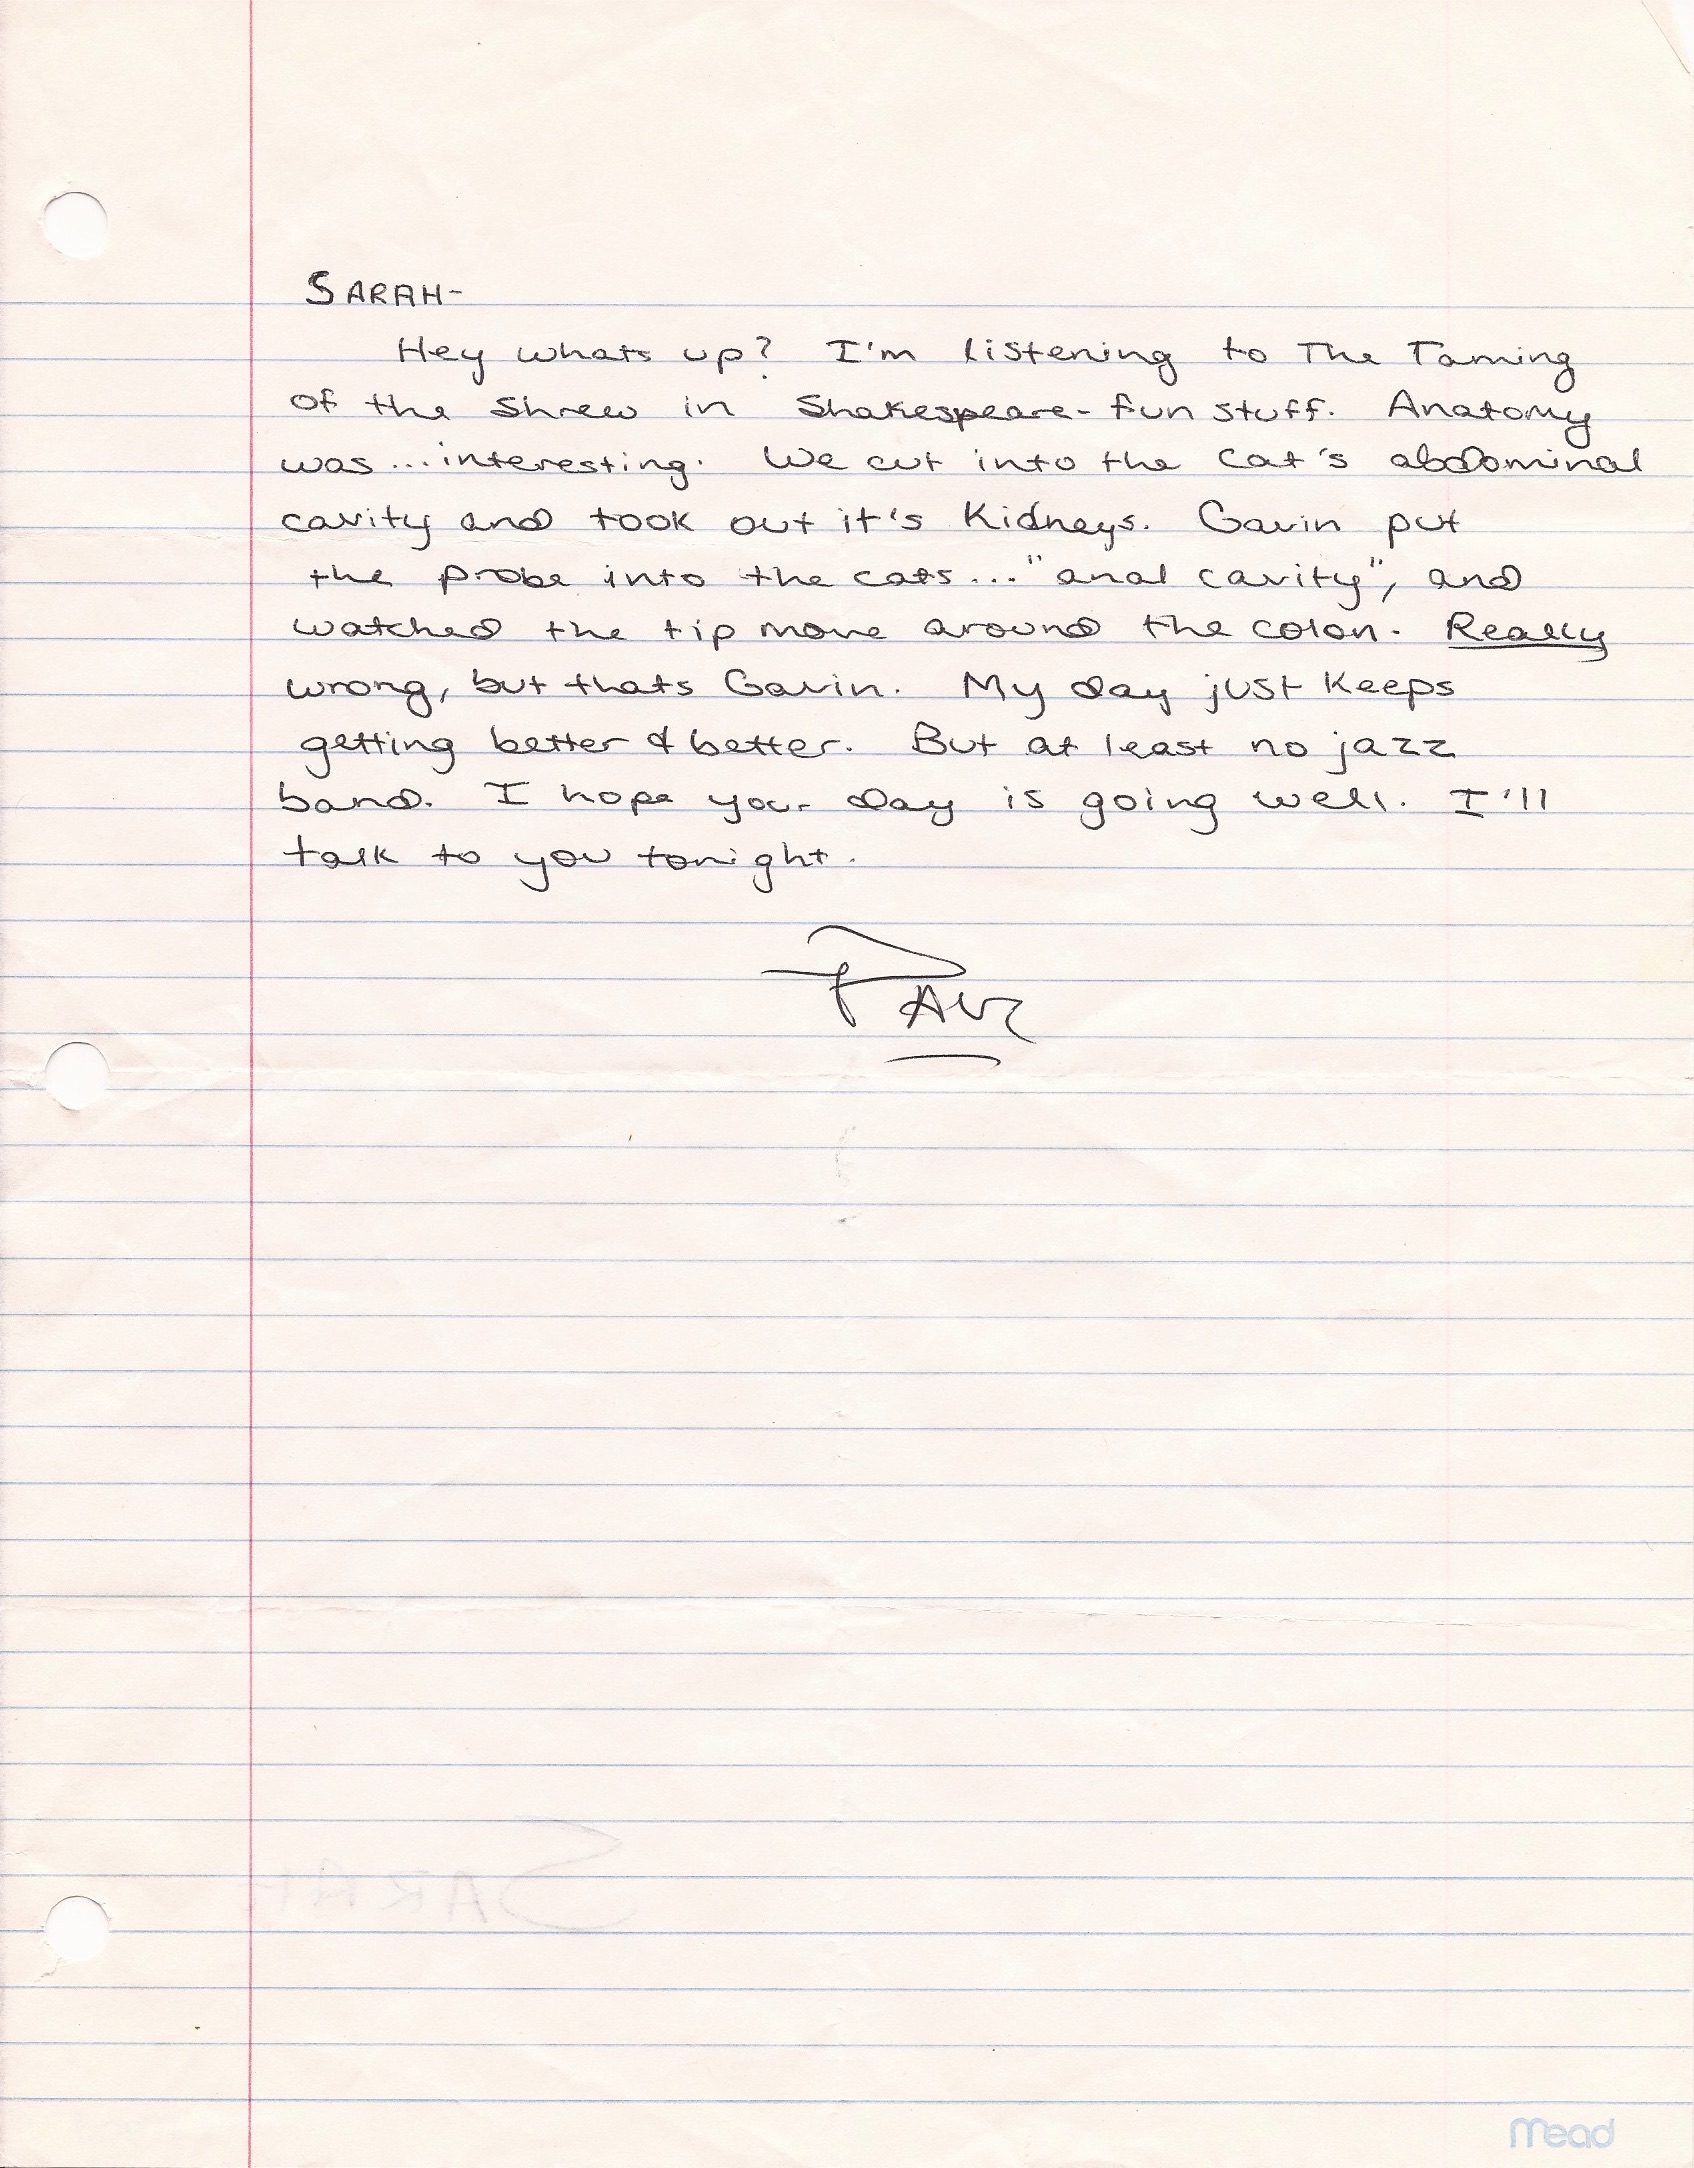 SARAH-
Hey whats up? I'm listening to The Taming
of the Shrew in Shakespeare- fun stuff. Anatomy
was...interesting. We cut into the cat's abdominal
cavity and took out it's kidneys. Gavin put
the probe into the cats..."anal cavity", and
watched the tip move around the colon. Really
wrong, but thats Gavin. My day just keeps
getting better & better. But at least no jazz
band. I hope your day is going well. I'll
talk to you tonight.
PAUL
SARAH
Mead